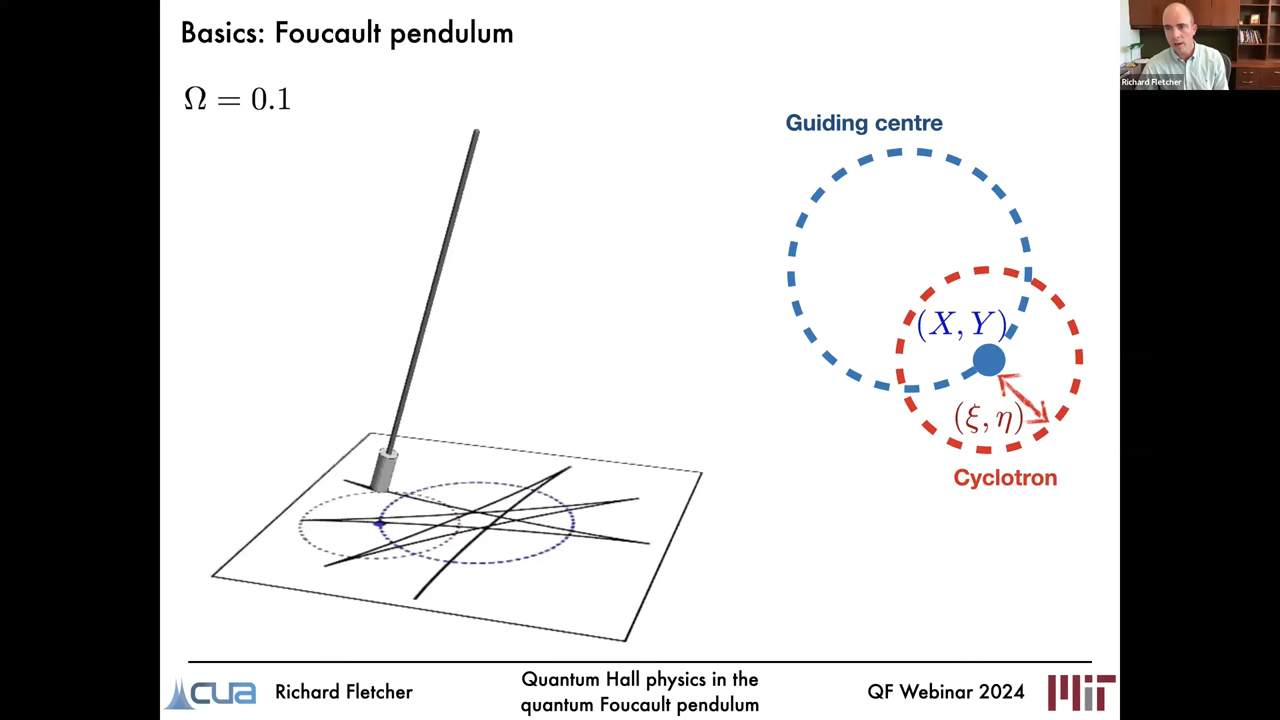 Basics: Foucault pendulum
Ω = 0.1
Richard Fletcher
Guiding centre
(X, Y)
(ξ, η)
Cyclotron
CUA
Richard Fletcher
Quantum Hall physics in the
quantum Foucault pendulum
QF Webinar 2024
MIT